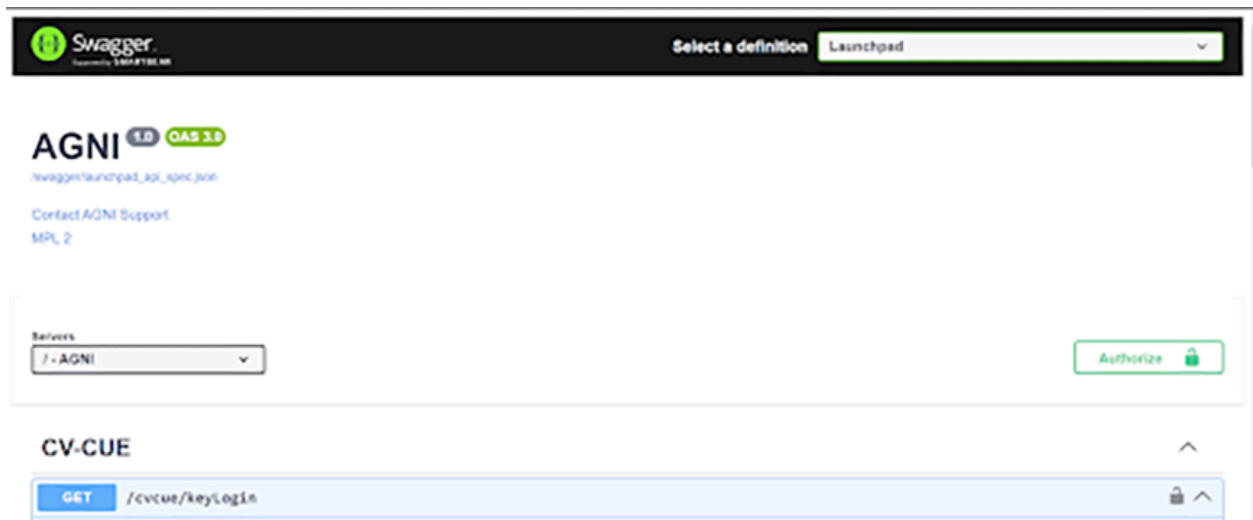 Swagger.
Supported by SMARTBEAR
Select a definition
Launchpad
AGNI 1.0 OAS 3.0
/swagger/launchpad_api_spec.json
Contact AGNI Support
MPL 2
Servers
/ - AGNI
Authorize
CV-CUE
GET /cvcue/keyLogin